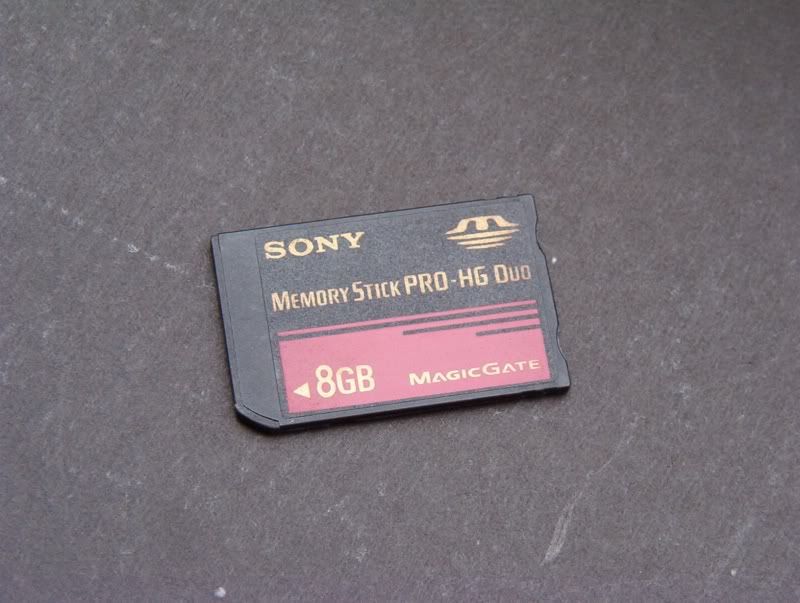 SONY
MEMORY STICK PRO-HG DUO
8GB
MAGICGATE